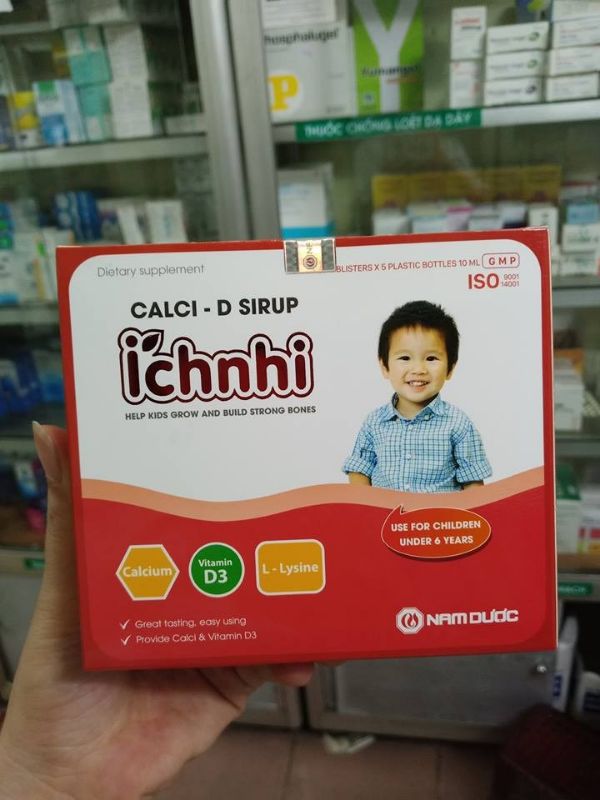 Phosphalugel
P
Y
Fumangel
THUỐC CHỐNG LOÉT DẠ DÀY
Dietary supplement
BLISTERS X 5 PLASTIC BOTTLES 10 ML GMP
ISO 9001 14001
CALCI - D SIRUP
ichnhi
HELP KIDS GROW AND BUILD STRONG BONES
USE FOR CHILDREN
UNDER 6 YEARS
Calcium
Vitamin
D3
L - Lysine
Great tasting, easy using
Provide Calci & Vitamin D3
NAM DƯỢC